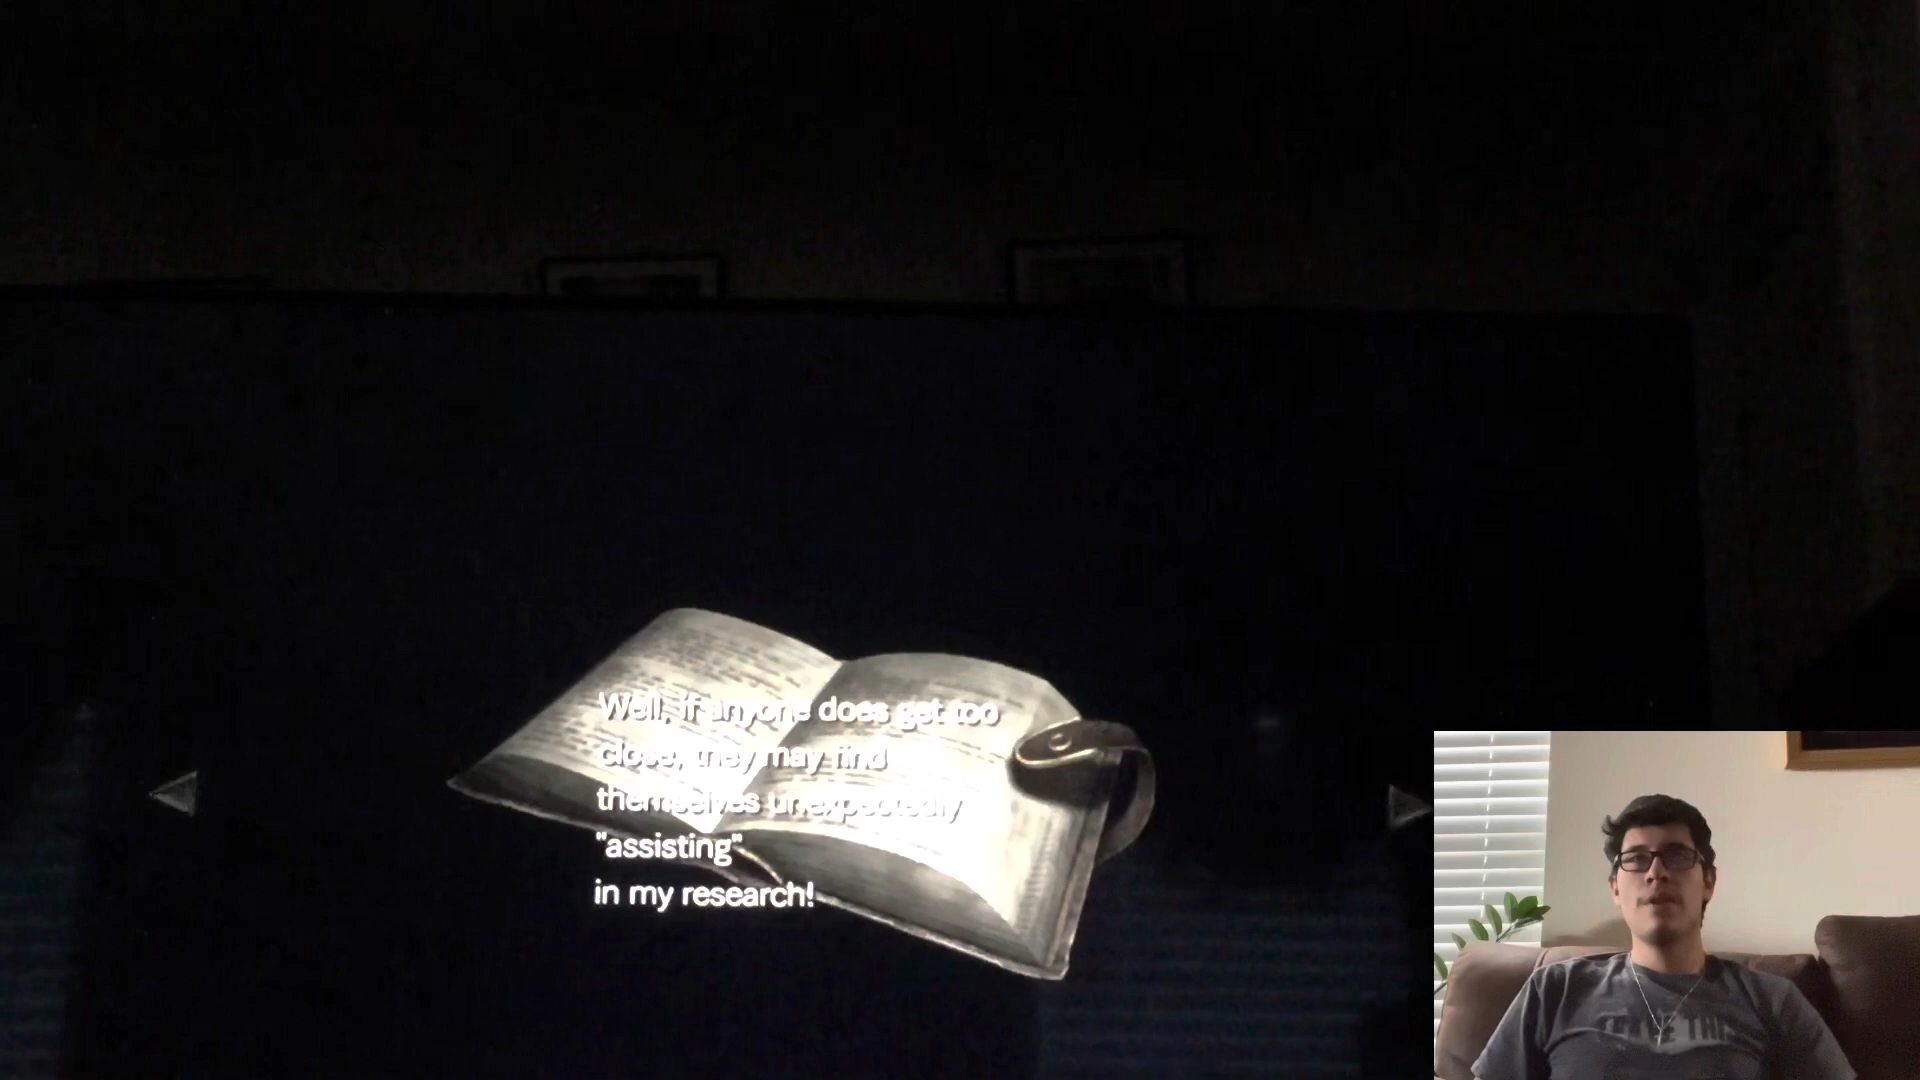 Well, if anyone does get too
close, they may find
themselves unexpectedly
"assisting"
in my research!